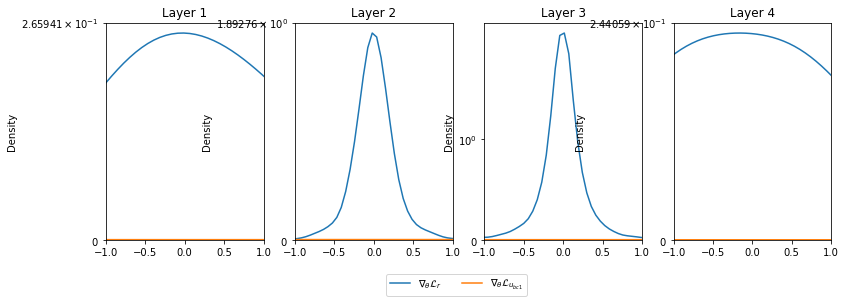 Layer 1 Layer 2 Layer 3 Layer 4
2.65941 × 10⁻¹ 1.89276 × 10⁰ 2.44059 × 10⁻¹
Density Density Density Density
10⁰
0 0 0 0
−1.0 −0.5 0.0 0.5 1.0 −1.0 −0.5 0.0 0.5 1.0 −1.0 −0.5 0.0 0.5 1.0 −1.0 −0.5 0.0 0.5 1.0
∇θℒr ∇θℒu_bc1